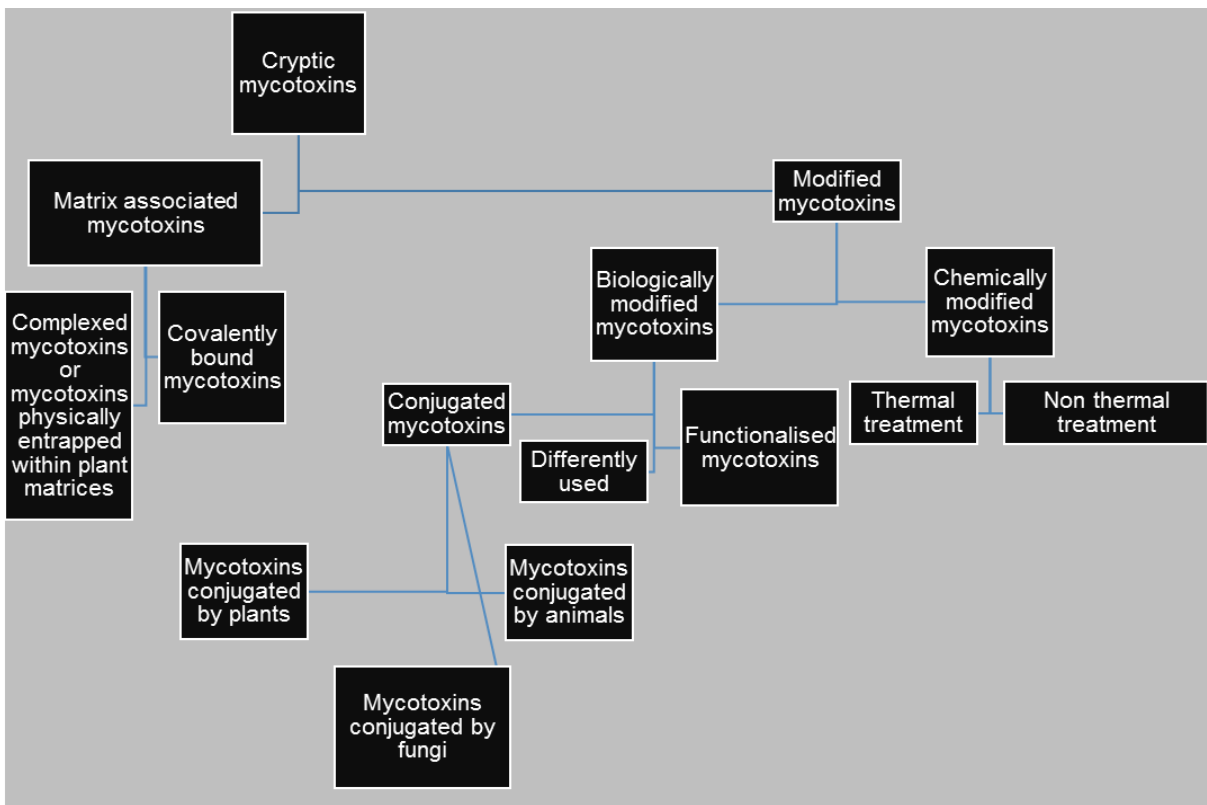 Cryptic
mycotoxins
Matrix associated
mycotoxins
Modified
mycotoxins
Biologically
modified
mycotoxins
Chemically
modified
mycotoxins
Complexed
mycotoxins
or
mycotoxins
physically
entrapped
within plant
matrices
Covalently
bound
mycotoxins
Conjugated
mycotoxins
Differently
used
Functionalised
mycotoxins
Thermal
treatment
Non thermal
treatment
Mycotoxins
conjugated
by plants
Mycotoxins
conjugated
by animals
Mycotoxins
conjugated by
fungi